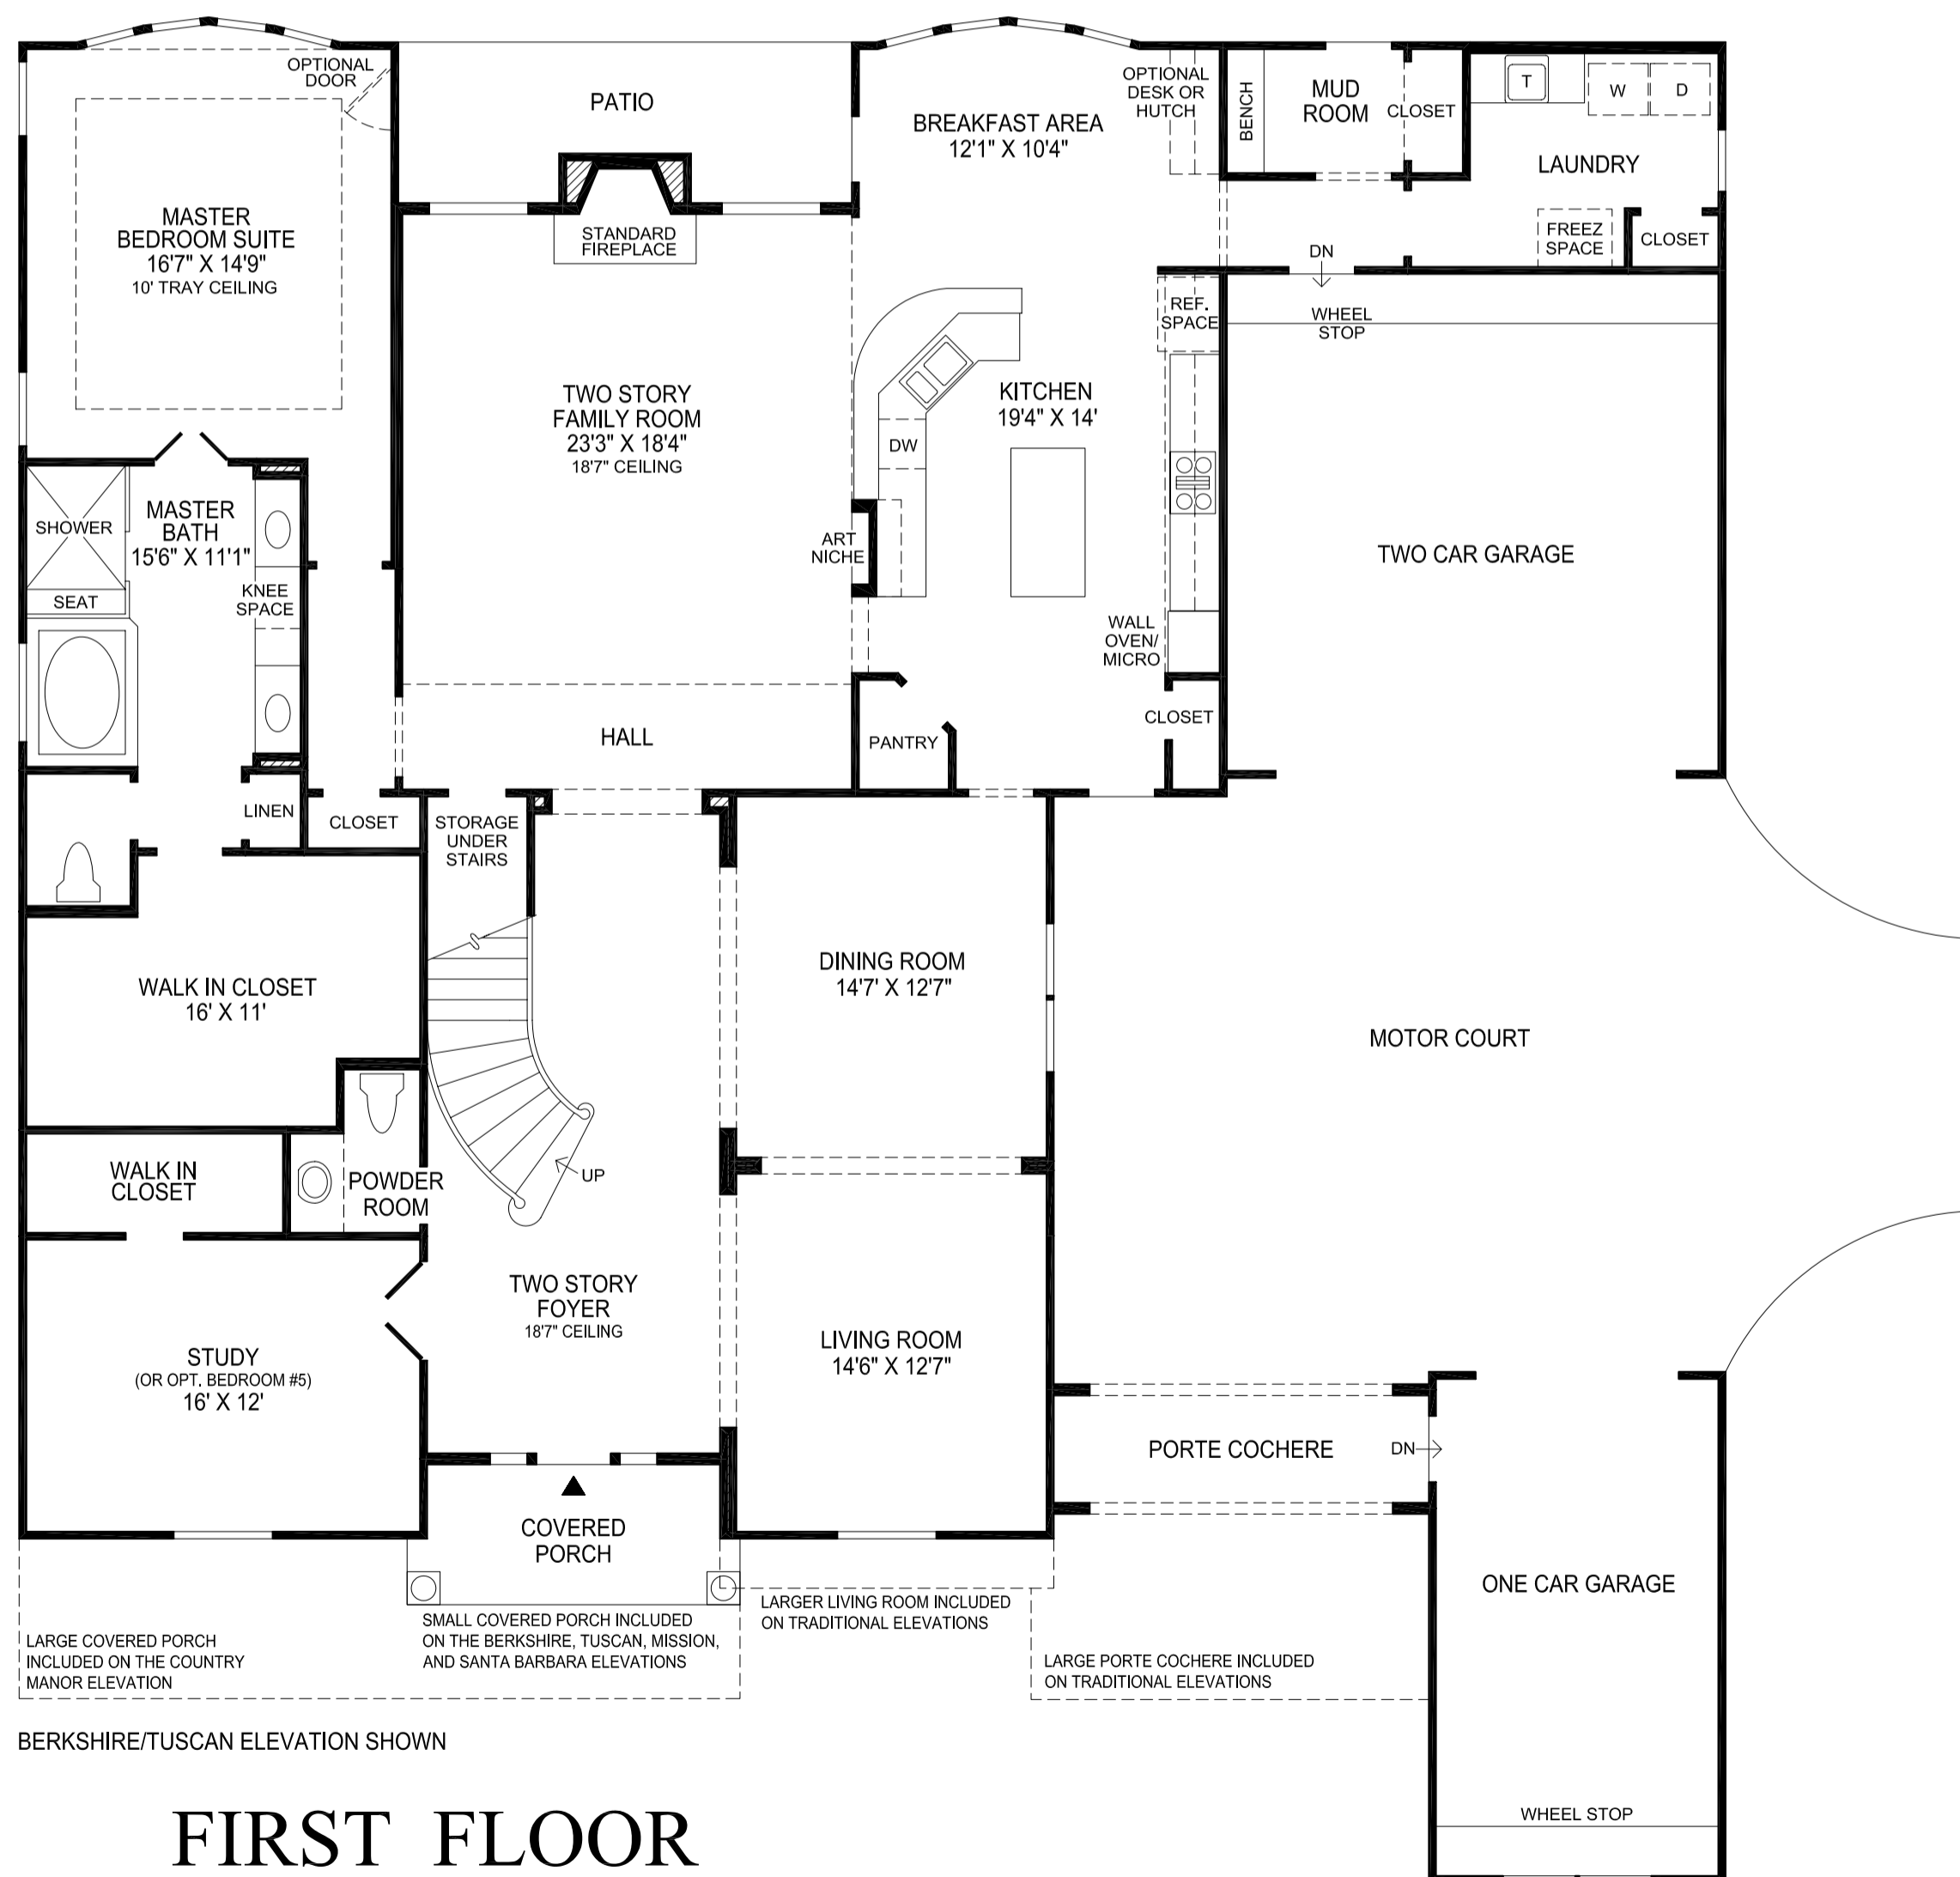 OPTIONAL
DOOR
PATIO
MASTER
BEDROOM SUITE
16'7" X 14'9"
10' TRAY CEILING
STANDARD
FIREPLACE
BREAKFAST AREA
12'1" X 10'4"
OPTIONAL
DESK OR
HUTCH
BENCH
MUD
ROOM
CLOSET
T
W
D
LAUNDRY
FREEZ
SPACE
CLOSET
DN
WHEEL
STOP
REF.
SPACE
TWO STORY
FAMILY ROOM
23'3" X 18'4"
18'7" CEILING
KITCHEN
19'4" X 14'
DW
ART
NICHE
TWO CAR GARAGE
SHOWER
MASTER
BATH
15'6" X 11'1"
SEAT
KNEE
SPACE
WALL
OVEN/
MICRO
HALL
PANTRY
CLOSET
LINEN
CLOSET
STORAGE
UNDER
STAIRS
WALK IN CLOSET
16' X 11'
DINING ROOM
14'7' X 12'7"
MOTOR COURT
WALK IN
CLOSET
POWDER
ROOM
UP
TWO STORY
FOYER
18'7" CEILING
STUDY
(OR OPT. BEDROOM #5)
16' X 12'
LIVING ROOM
14'6" X 12'7"
PORTE COCHERE
DN
COVERED
PORCH
ONE CAR GARAGE
LARGE COVERED PORCH
INCLUDED ON THE COUNTRY
MANOR ELEVATION
SMALL COVERED PORCH INCLUDED
ON THE BERKSHIRE, TUSCAN, MISSION,
AND SANTA BARBARA ELEVATIONS
LARGER LIVING ROOM INCLUDED
ON TRADITIONAL ELEVATIONS
LARGE PORTE COCHERE INCLUDED
ON TRADITIONAL ELEVATIONS
BERKSHIRE/TUSCAN ELEVATION SHOWN
WHEEL STOP
FIRST FLOOR